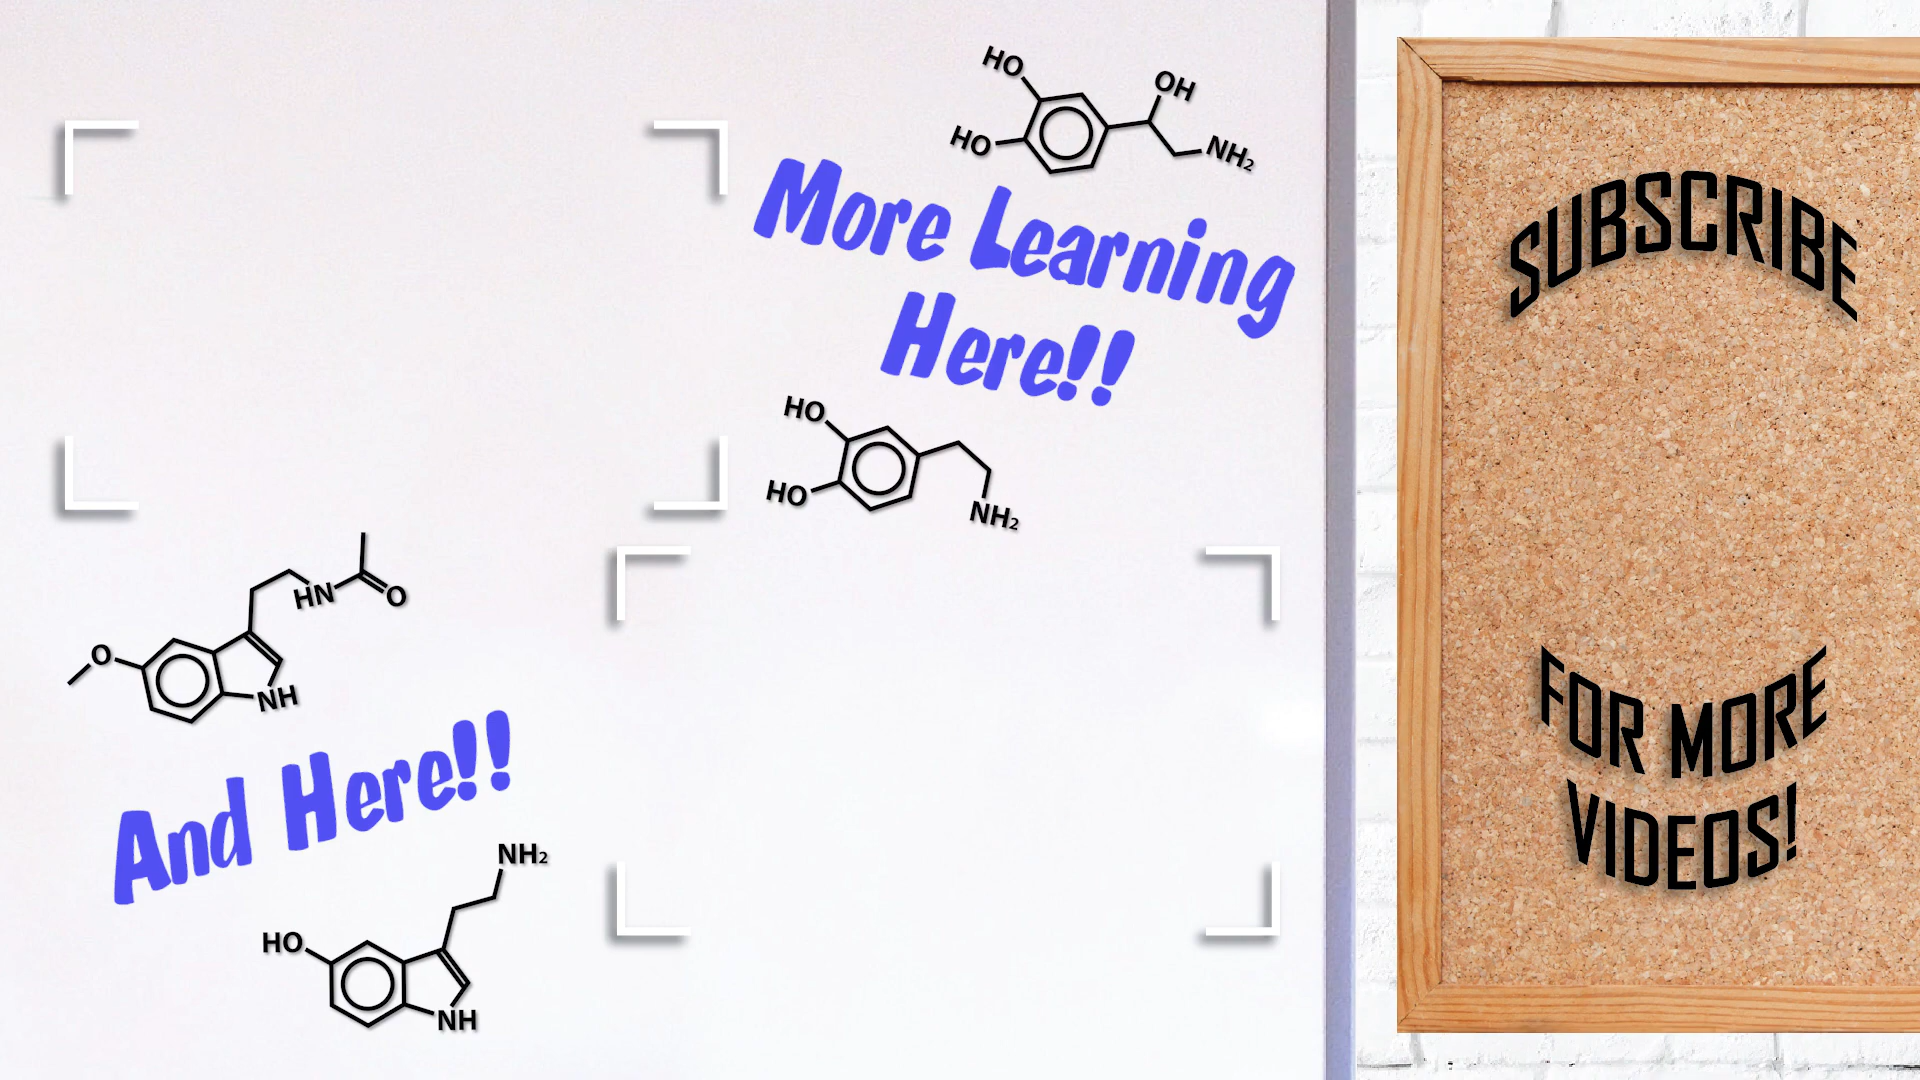 HO
OH
HO
NH₂
More Learning
Here!!
HO
HO
NH₂
HN
O
O
NH
And Here!!
NH₂
HO
NH
SUBSCRIBE
FOR MORE
VIDEOS!